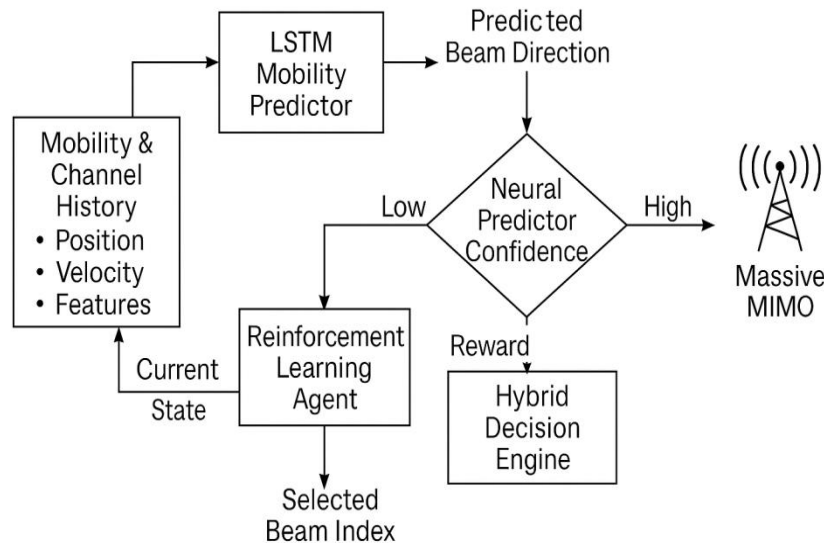 LSTM
Mobility
Predictor
Predicted
Beam Direction
Mobility &
Channel
History
• Position
• Velocity
• Features
Neural
Predictor
Confidence
Low
High
Massive
MIMO
Reinforcement
Learning
Agent
Current
State
Reward
Hybrid
Decision
Engine
Selected
Beam Index